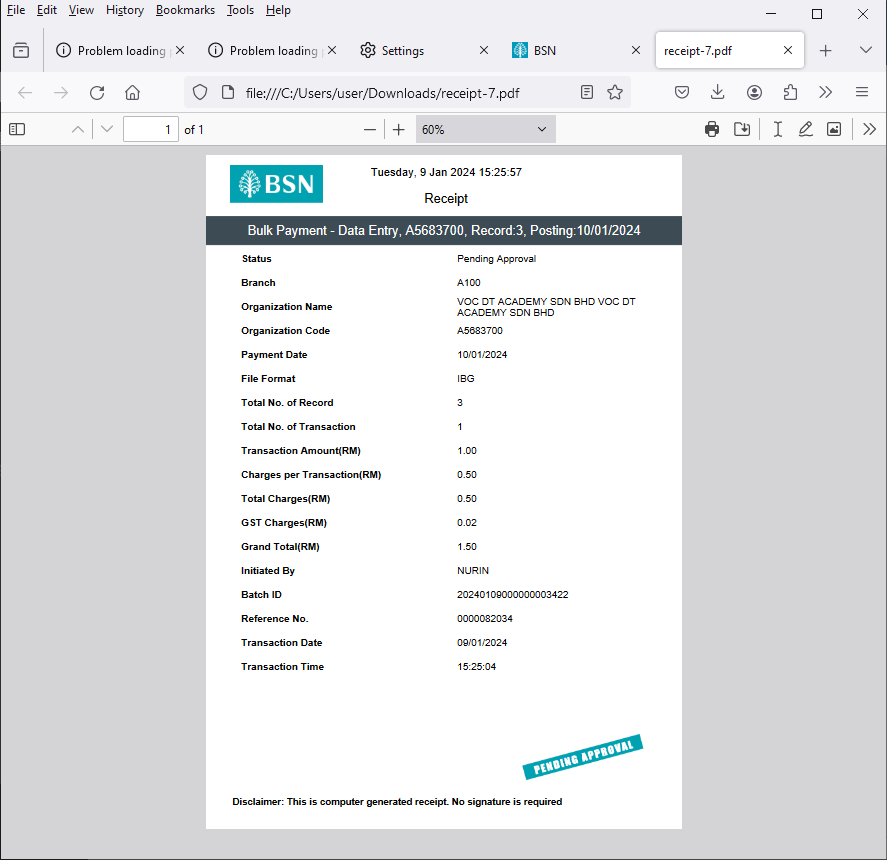 File Edit View History Bookmarks Tools Help
Problem loading Problem loading Settings BSN receipt-7.pdf
file:///C:/Users/user/Downloads/receipt-7.pdf
1 of 1 60%
BSN
Tuesday, 9 Jan 2024 15:25:57
Receipt
Bulk Payment - Data Entry, A5683700, Record:3, Posting:10/01/2024
Status Pending Approval
Branch A100
Organization Name VOC DT ACADEMY SDN BHD VOC DT
ACADEMY SDN BHD
Organization Code A5683700
Payment Date 10/01/2024
File Format IBG
Total No. of Record 3
Total No. of Transaction 1
Transaction Amount(RM) 1.00
Charges per Transaction(RM) 0.50
Total Charges(RM) 0.50
GST Charges(RM) 0.02
Grand Total(RM) 1.50
Initiated By NURIN
Batch ID 20240109000000003422
Reference No. 0000082034
Transaction Date 09/01/2024
Transaction Time 15:25:04
PENDING APPROVAL
Disclaimer: This is computer generated receipt. No signature is required